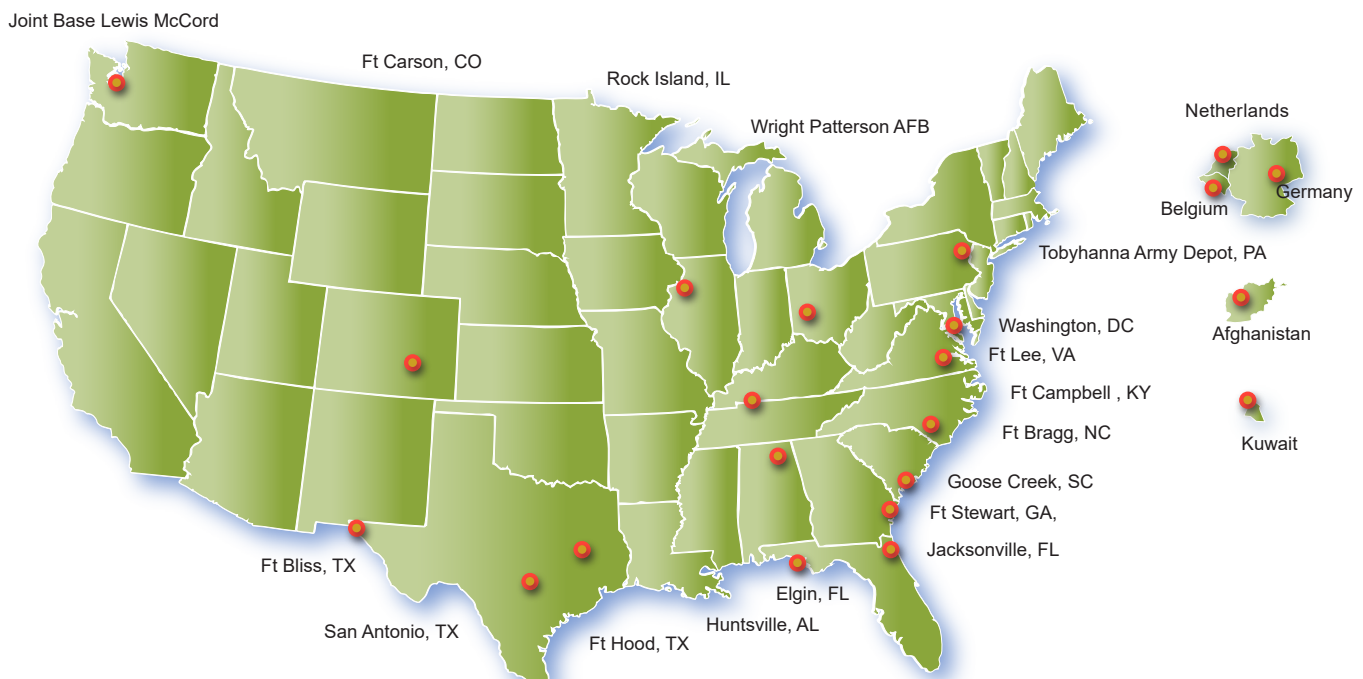 Joint Base Lewis McCord
Ft Carson, CO
Rock Island, IL
Wright Patterson AFB
Netherlands
Germany
Belgium
Tobyhanna Army Depot, PA
Washington, DC
Afghanistan
Ft Lee, VA
Ft Campbell , KY
Ft Bragg, NC
Kuwait
Goose Creek, SC
Ft Stewart, GA,
Jacksonville, FL
Ft Bliss, TX
Elgin, FL
Huntsville, AL
San Antonio, TX
Ft Hood, TX